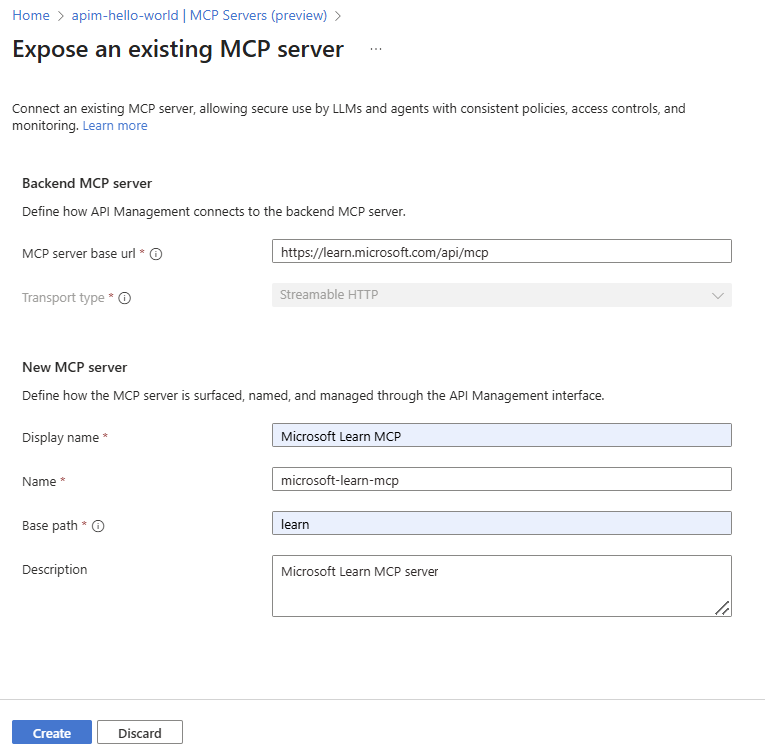 Home > apim-hello-world | MCP Servers (preview) >
Expose an existing MCP server ...
Connect an existing MCP server, allowing secure use by LLMs and agents with consistent policies, access controls, and
monitoring. Learn more
Backend MCP server
Define how API Management connects to the backend MCP server.
MCP server base url * https://learn.microsoft.com/api/mcp
Transport type * Streamable HTTP
New MCP server
Define how the MCP server is surfaced, named, and managed through the API Management interface.
Display name * Microsoft Learn MCP
Name * microsoft-learn-mcp
Base path * learn
Description Microsoft Learn MCP server
Create Discard